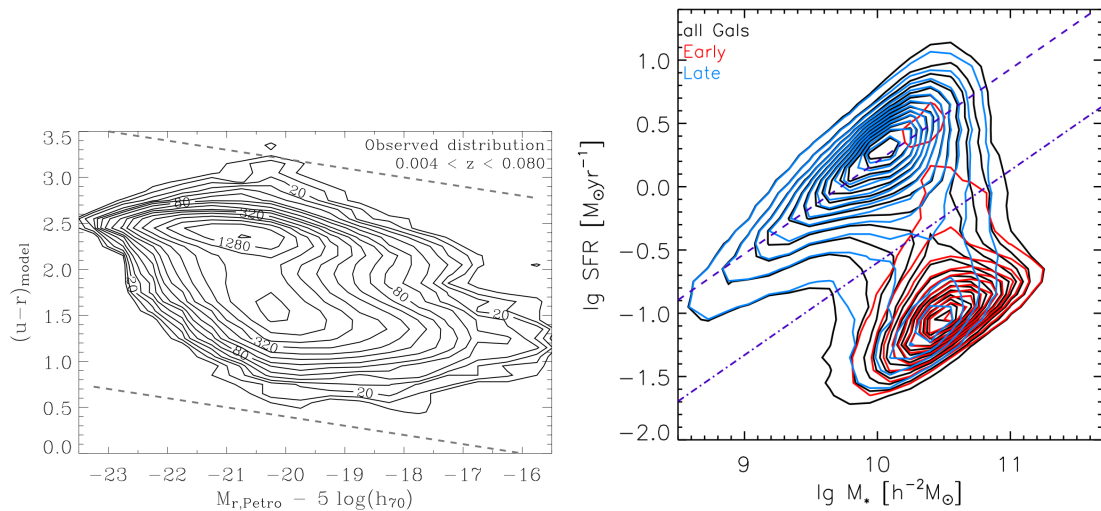 Observed distribution
0.004 < z < 0.080
3.5
3.0
2.5
2.0
1.5
1.0
0.5
0.0
(u−r)model
20
80
320
1280
80
80
20
320
80
20
−23 −22 −21 −20 −19 −18 −17 −16
Mr,Petro − 5 log(h70)
all Gals
Early
Late
1.0
0.5
0.0
−0.5
−1.0
−1.5
−2.0
lg SFR [M⊙yr⁻¹]
9 10 11
lg M* [h⁻²M⊙]